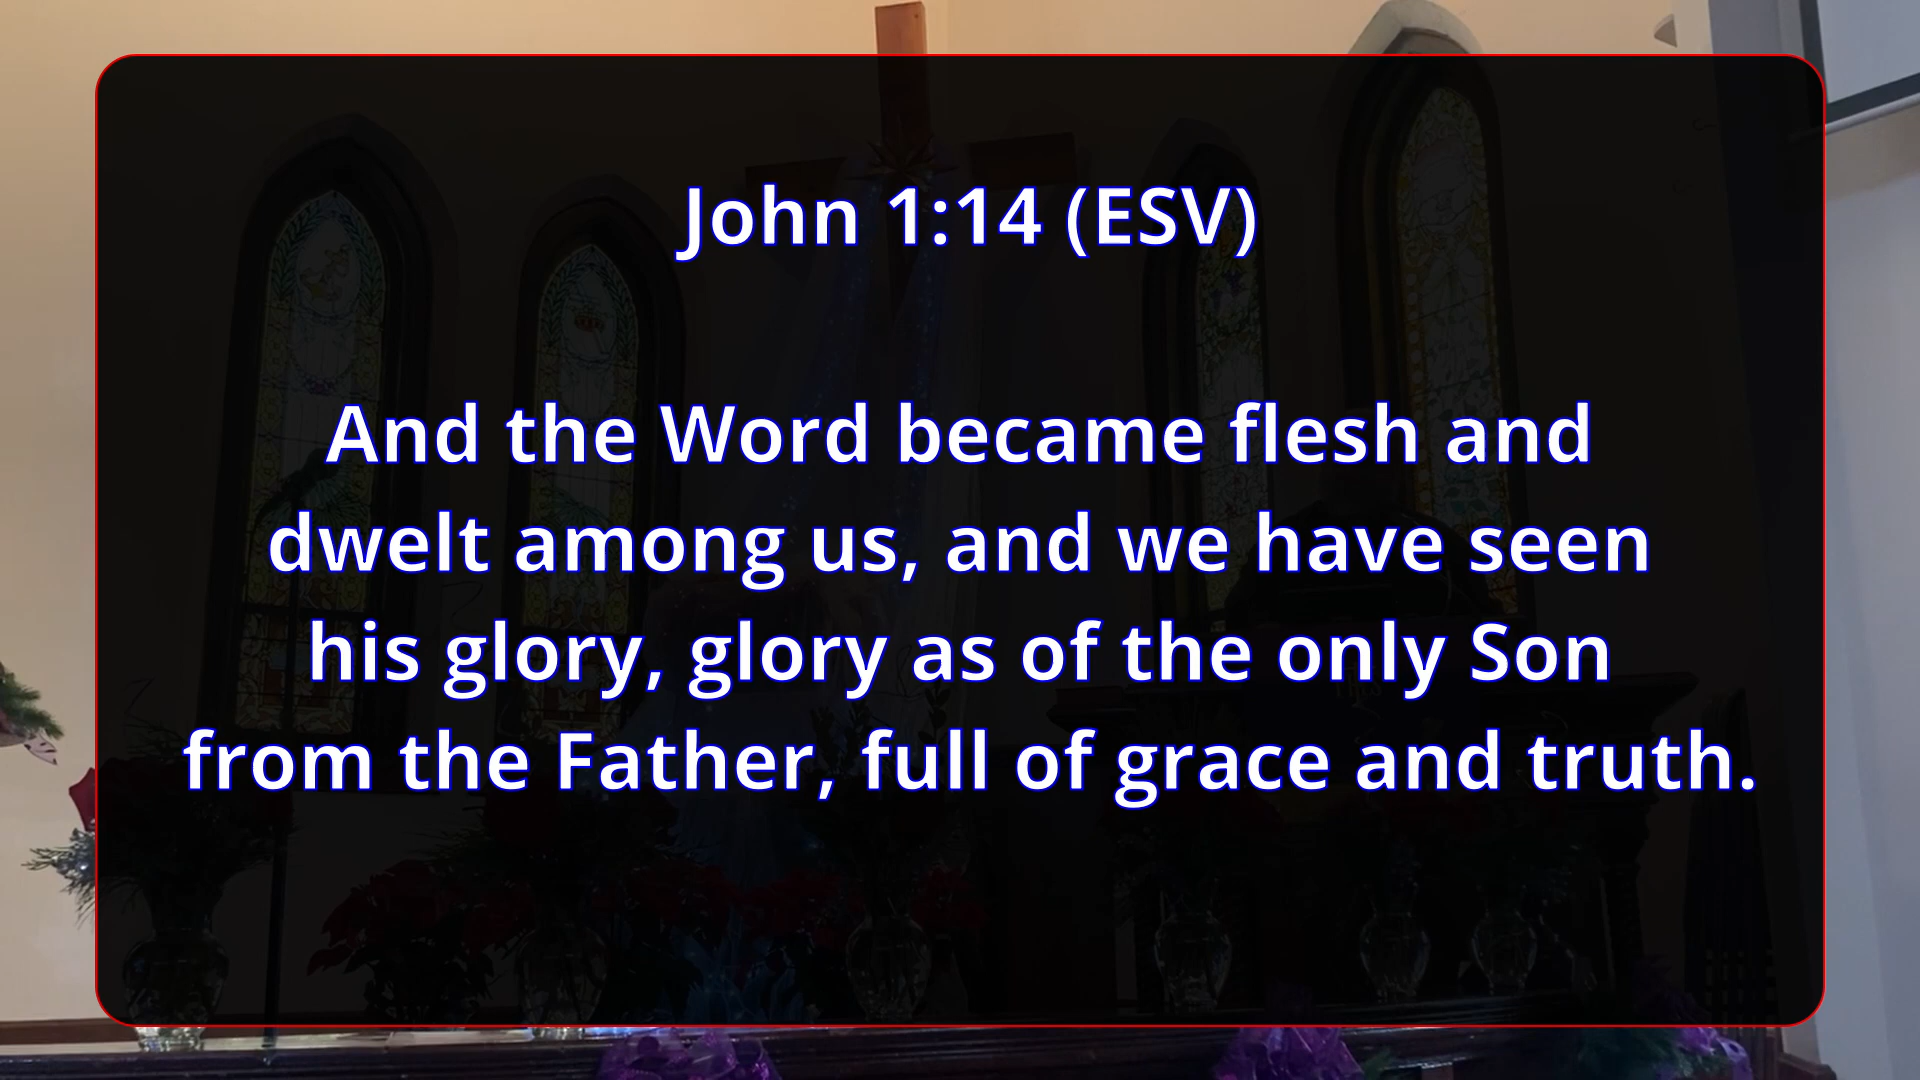 John 1:14 (ESV)
And the Word became flesh and
dwelt among us, and we have seen
his glory, glory as of the only Son
from the Father, full of grace and truth.